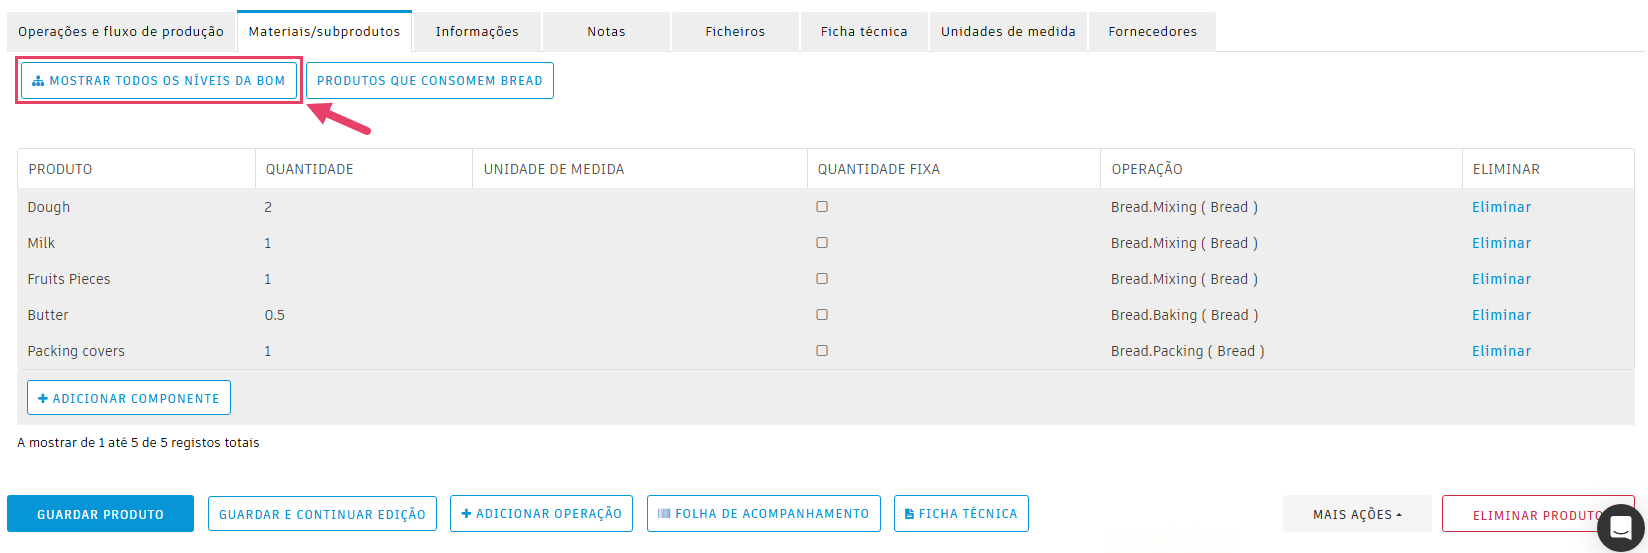 Operações e fluxo de produção Materiais/subprodutos Informações Notas Ficheiros Ficha técnica Unidades de medida Fornecedores
MOSTRAR TODOS OS NÍVEIS DA BOM PRODUTOS QUE CONSOMEM BREAD
PRODUTO QUANTIDADE UNIDADE DE MEDIDA QUANTIDADE FIXA OPERAÇÃO ELIMINAR
Dough 2 Bread.Mixing ( Bread ) Eliminar
Milk 1 Bread.Mixing ( Bread ) Eliminar
Fruits Pieces 1 Bread.Mixing ( Bread ) Eliminar
Butter 0.5 Bread.Baking ( Bread ) Eliminar
Packing covers 1 Bread.Packing ( Bread ) Eliminar
+ ADICIONAR COMPONENTE
A mostrar de 1 até 5 de 5 registos totais
GUARDAR PRODUTO GUARDAR E CONTINUAR EDIÇÃO + ADICIONAR OPERAÇÃO FOLHA DE ACOMPANHAMENTO FICHA TÉCNICA MAIS AÇÕES ELIMINAR PRODUTO